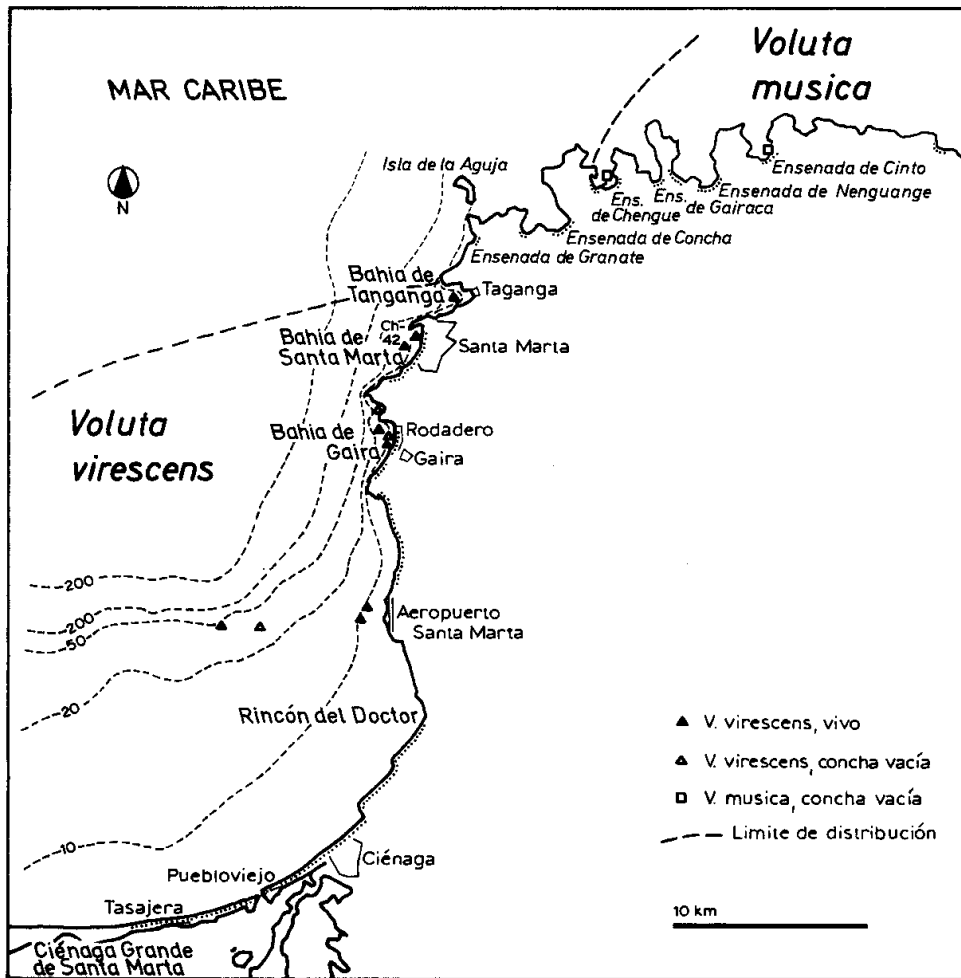 MAR CARIBE
Voluta
musica
N
Isla de la Aguja
Ensenada de Cinto
Ensenada de Nenguange
Ens.
de Gairaca
Ens.
de Chengue
Ensenada de Concha
Ensenada de Granate
Bahia de
Tanganga
Taganga
Ch-
42
Bahia de
Santa Marta
Santa Marta
Voluta
virescens
Bahia de
Gaira
Rodadero
Gaira
200
200
50
20
10
Aeropuerto
Santa Marta
Rincón del Doctor
V. virescens, vivo
V. virescens, concha vacía
V. musica, concha vacía
Limite de distribución
10 km
Ciénaga
Puebloviejo
Tasajera
Ciénaga Grande
de Santa Marta